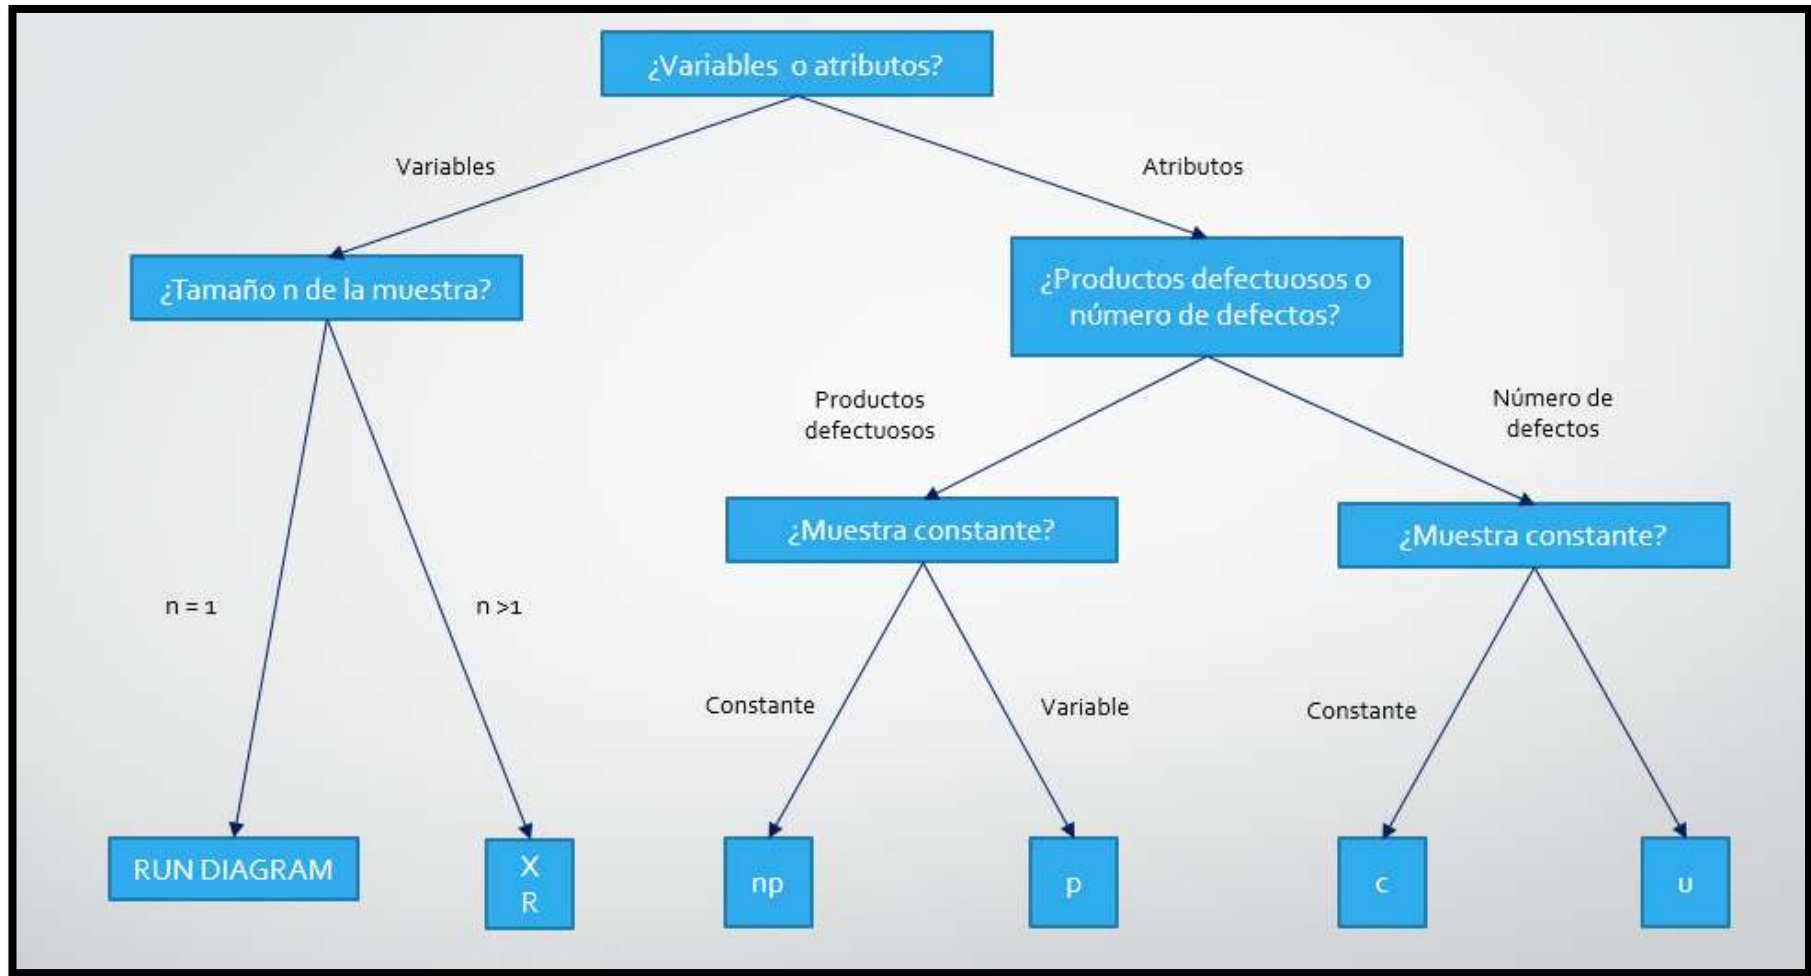 ¿Variables o atributos?
Variables
Atributos
¿Tamaño n de la muestra?
¿Productos defectuosos o
número de defectos?
Productos
defectuosos
Número de
defectos
¿Muestra constante?
¿Muestra constante?
n = 1
n >1
Constante
Variable
Constante
RUN DIAGRAM
X
R
np
p
c
u